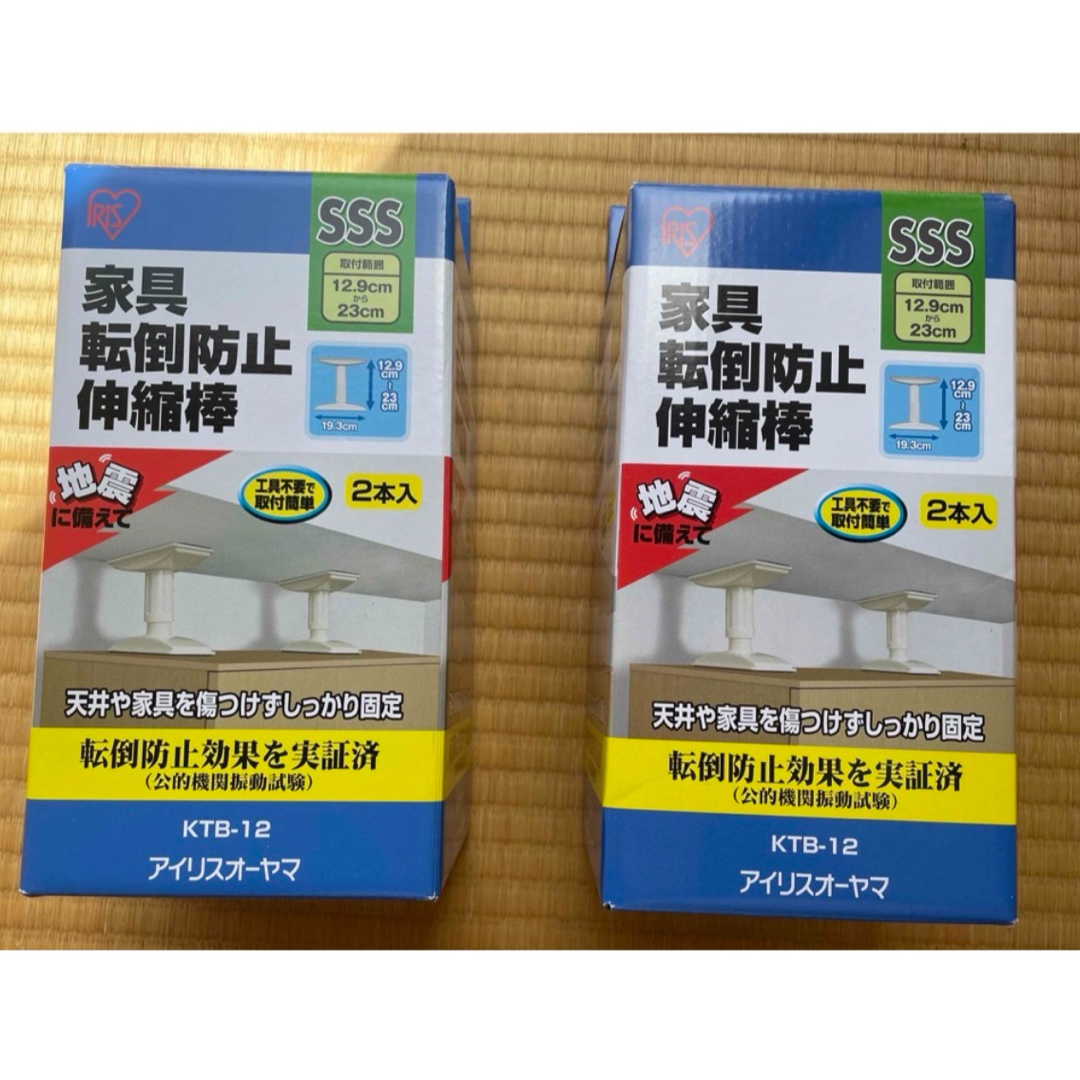 IRIS
SSS
取付範囲
12.9cm
から
23cm
家具
転倒防止
伸縮棒
12.9
cm
~
23
cm
19.3cm
地震
に備えて
工具不要で
取付簡単
2本入
天井や家具を傷つけずしっかり固定
転倒防止効果を実証済
(公的機関振動試験)
KTB-12
アイリスオーヤマ
IRIS
SSS
取付範囲
12.9cm
から
23cm
家具
転倒防止
伸縮棒
12.9
cm
~
23
cm
19.3cm
地震
に備えて
工具不要で
取付簡単
2本入
天井や家具を傷つけずしっかり固定
転倒防止効果を実証済
(公的機関振動試験)
KTB-12
アイリスオーヤマ